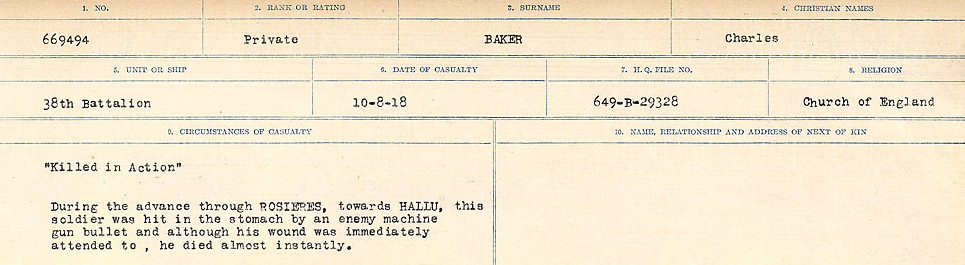 1. NO. 2. RANK OR RATING 3. SURNAME 4. CHRISTIAN NAMES
669494 Private BAKER Charles
5. UNIT OR SHIP 6. DATE OF CASUALTY 7. H.Q. FILE NO. 8. RELIGION
38th Battalion 10-8-18 649-B-29328 Church of England
9. CIRCUMSTANCES OF CASUALTY 10. NAME, RELATIONSHIP AND ADDRESS OF NEXT OF KIN
"Killed in Action"
During the advance through ROSIERES, towards HALLU, this
soldier was hit in the stomach by an enemy machine
gun bullet and although his wound was immediately
attended to , he died almost instantly.